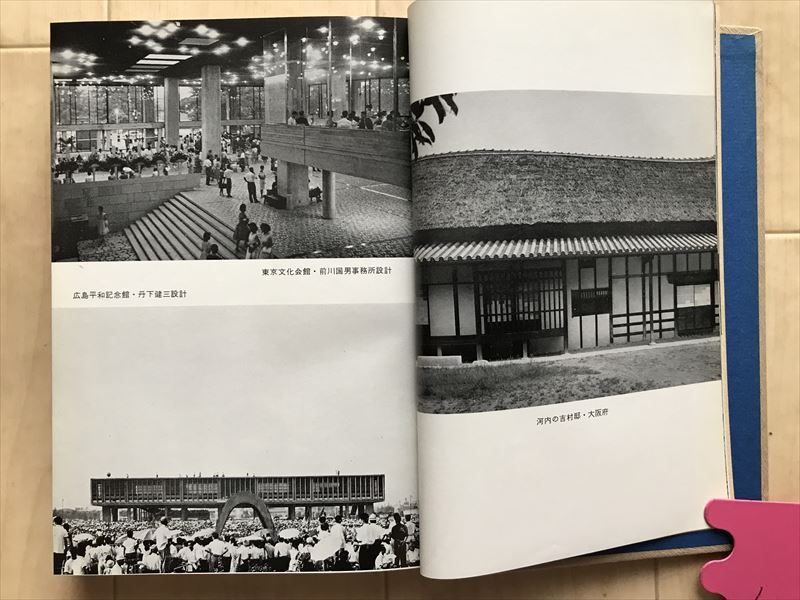 東京文化会館・前川国男事務所設計
広島平和記念館・丹下健三設計
河内の吉村邸・大阪府